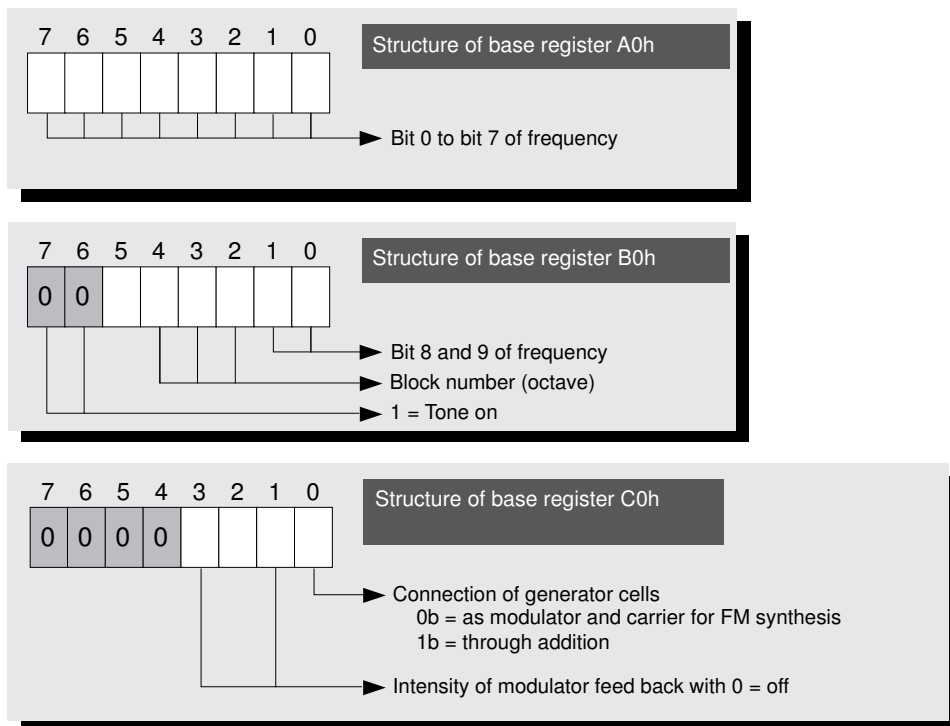 7 6 5 4 3 2 1 0
Structure of base register A0h
Bit 0 to bit 7 of frequency
7 6 5 4 3 2 1 0
Structure of base register B0h
0 0
Bit 8 and 9 of frequency
Block number (octave)
1 = Tone on
7 6 5 4 3 2 1 0
Structure of base register C0h
0 0 0 0
Connection of generator cells
0b = as modulator and carrier for FM synthesis
1b = through addition
Intensity of modulator feed back with 0 = off